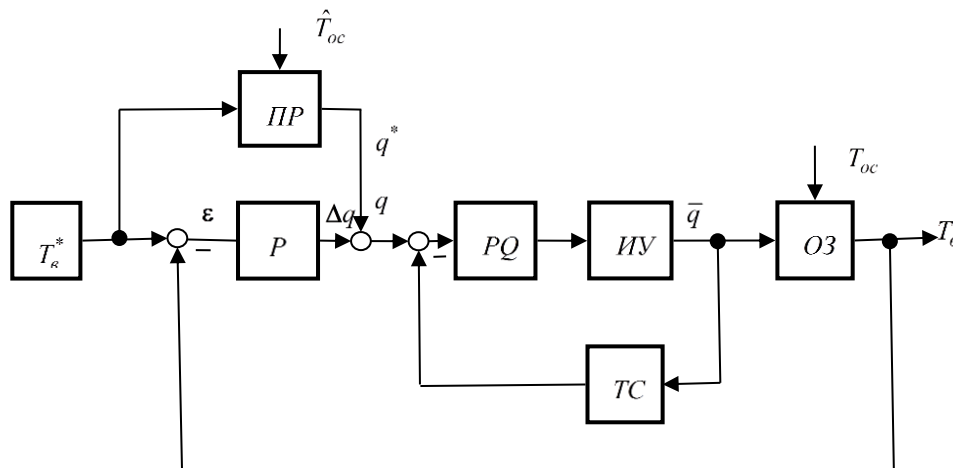 T̂ос
ПР
q*
Tос
T*в
ε
−
Р
Δq
q
−
PQ
ИУ
q̅
ОЗ
Tв
ТС